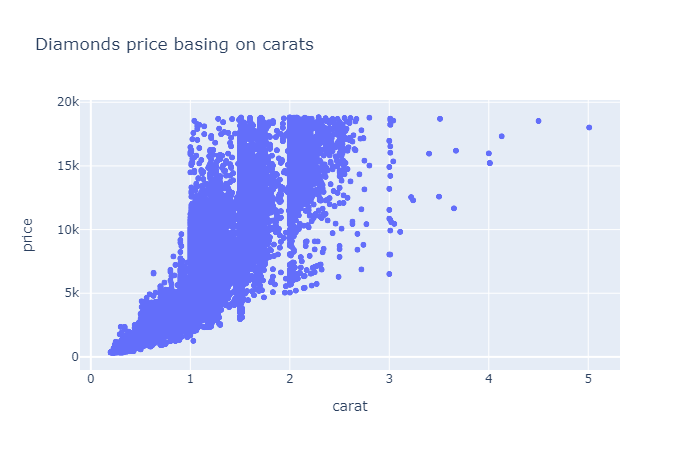 Diamonds price basing on carats
20k
15k
10k
5k
0
price
0 1 2 3 4 5
carat